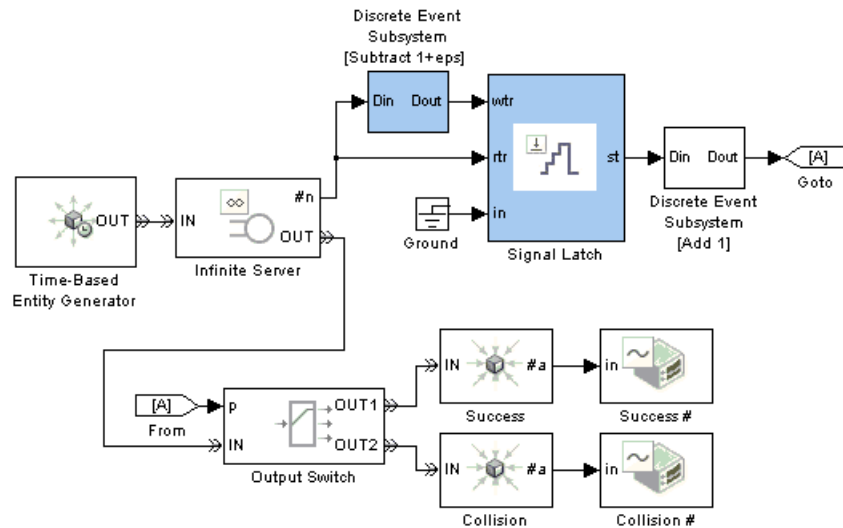 Discrete Event
Subsystem
[Subtract 1+eps]
Din Dout
wtr
rtr
in
st
Signal Latch
Din Dout
Discrete Event
Subsystem
[Add 1]
[A]
Goto
OUT
Time-Based
Entity Generator
IN
∞
#n
OUT
Infinite Server
Ground
[A]
From
p
IN
OUT1
OUT2
Output Switch
IN
#a
Success
in
Success #
IN
#a
Collision
in
Collision #